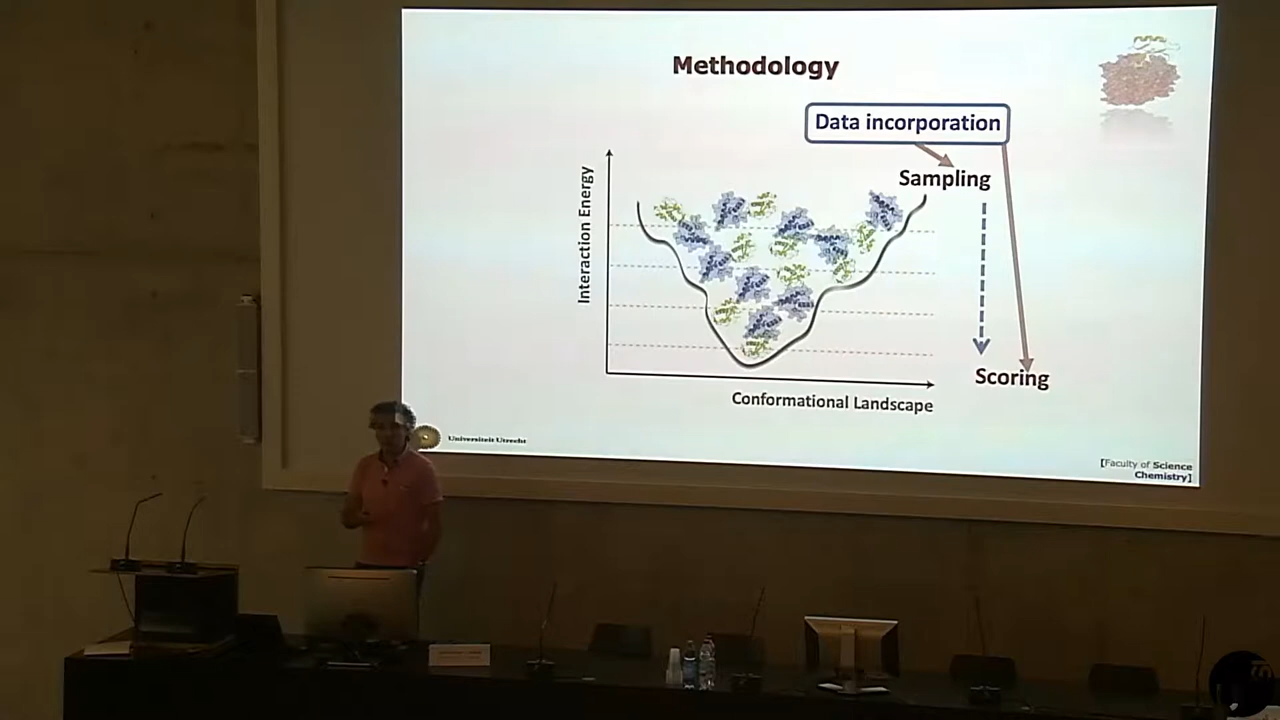 Methodology
Data incorporation
Sampling
Interaction Energy
Scoring
Conformational Landscape
Universiteit Utrecht
[Faculty of Science
Chemistry]